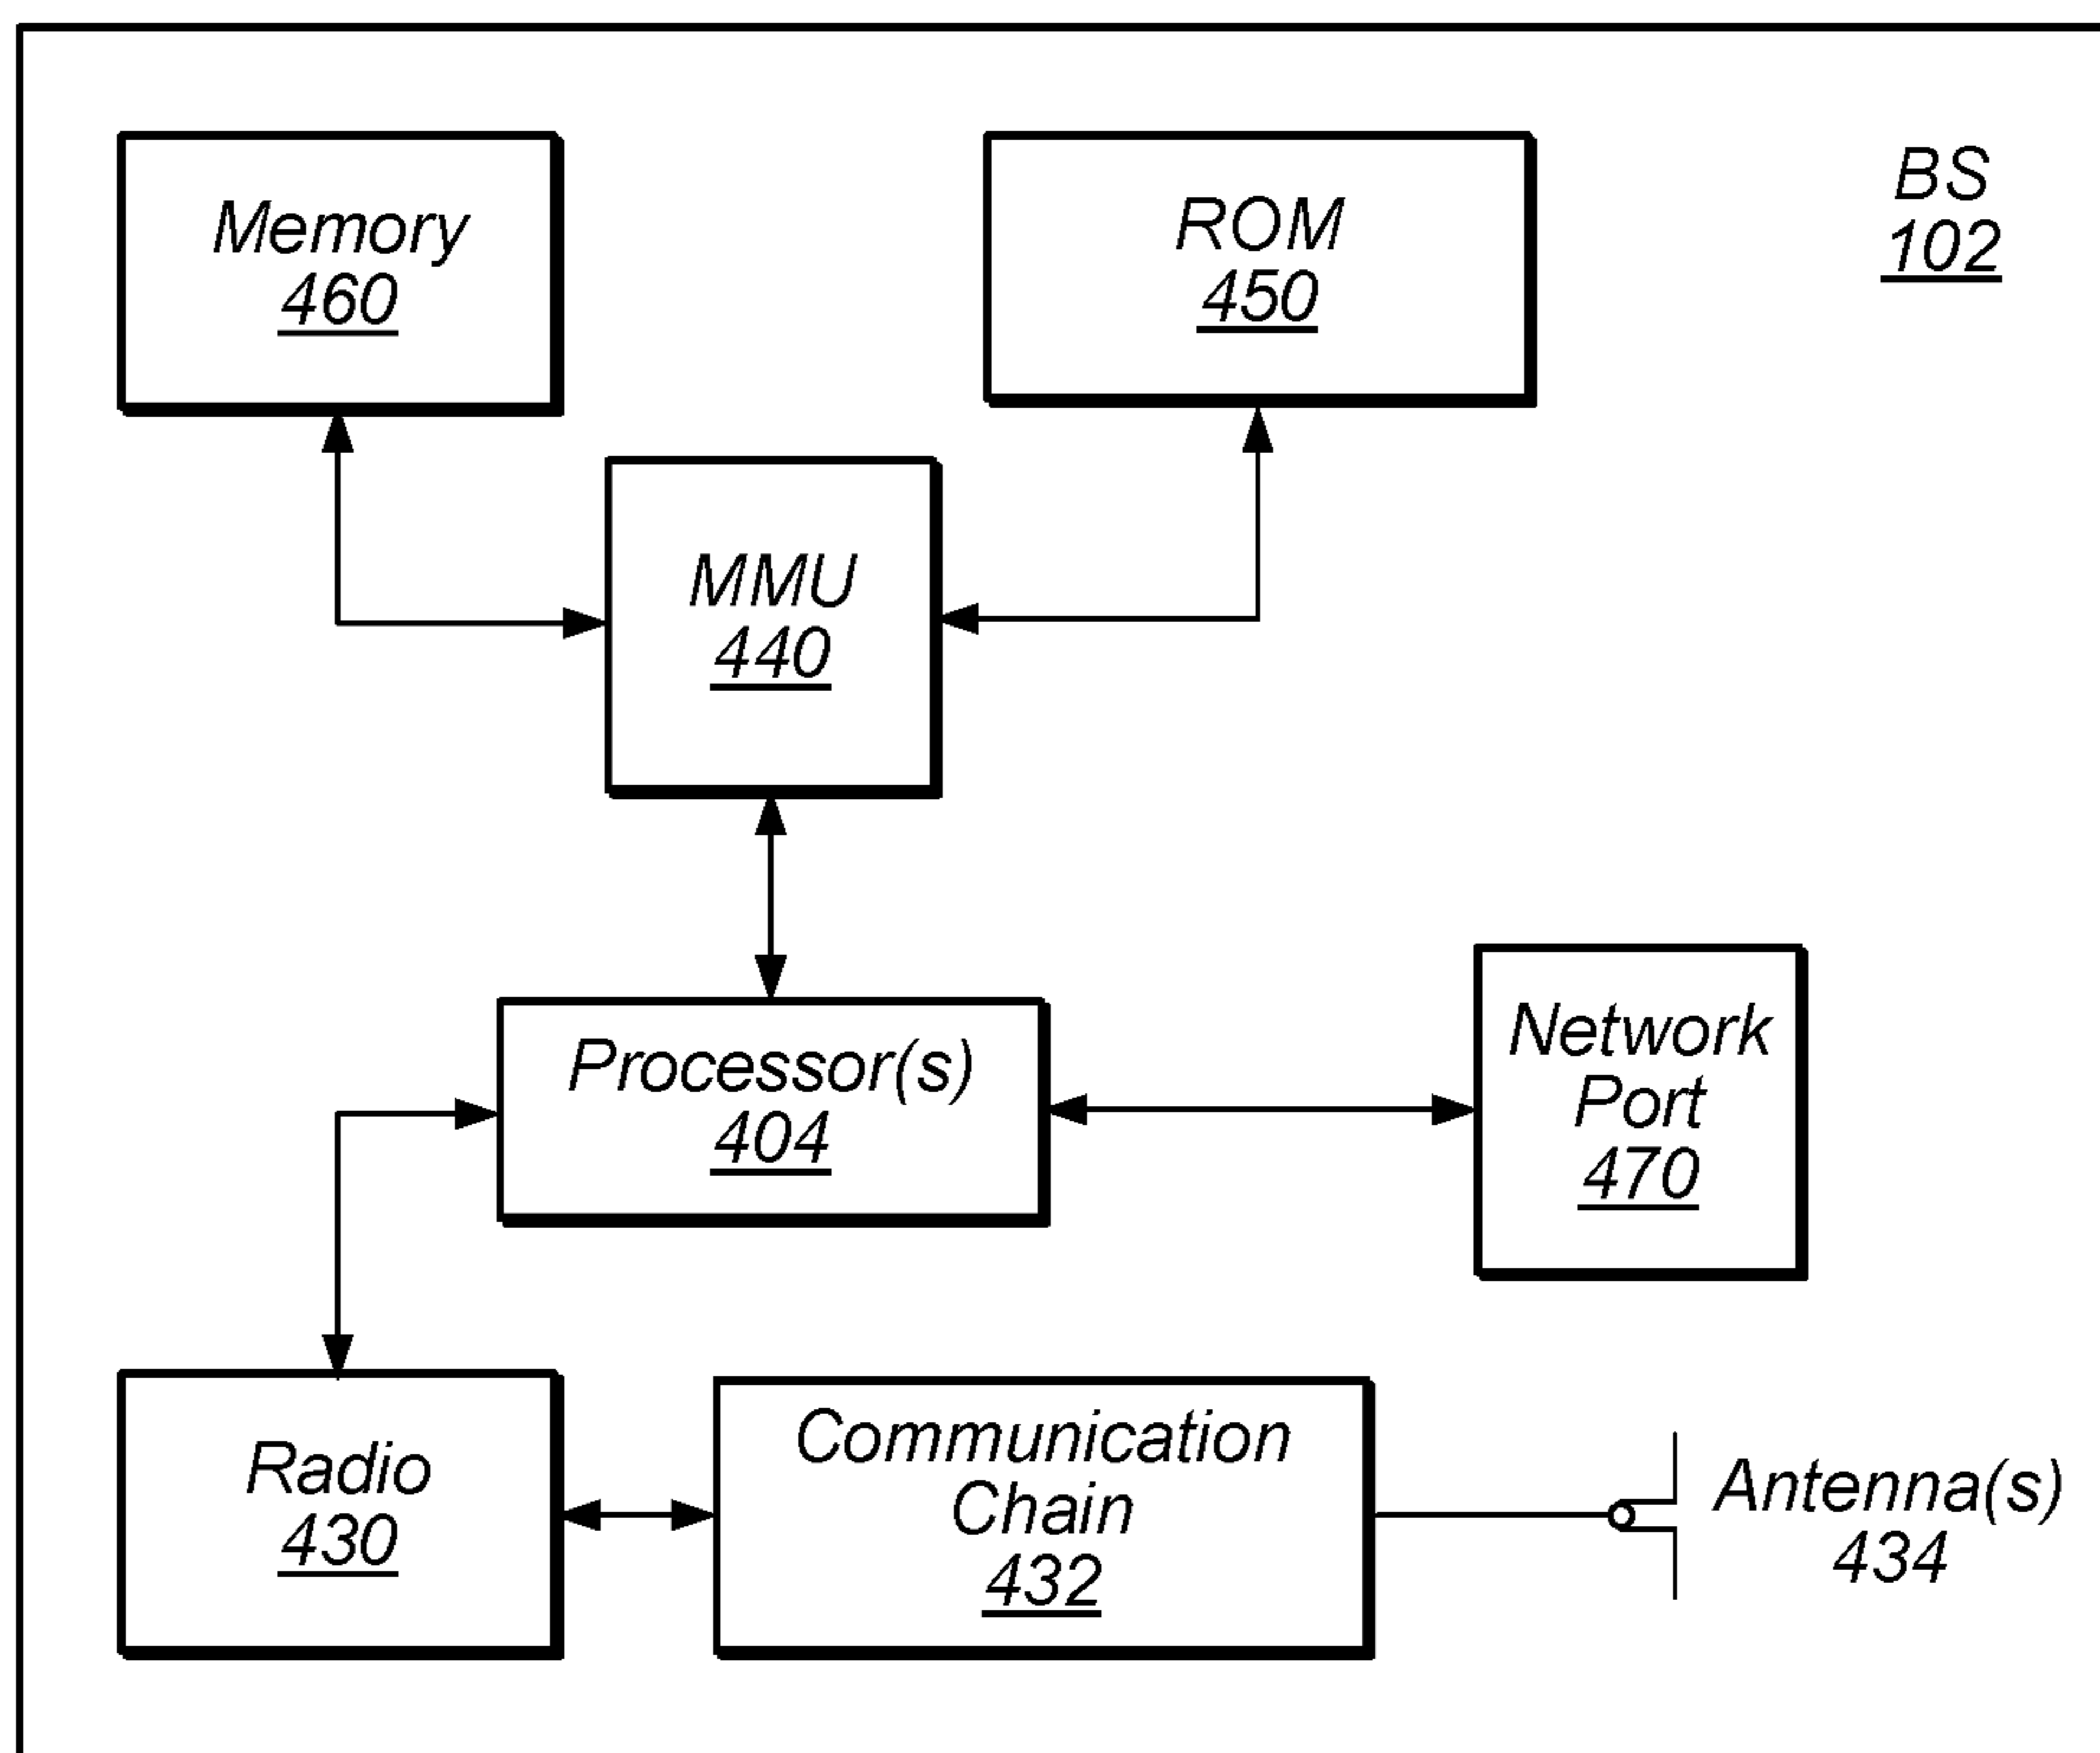 Memory
460
ROM
450
BS
102
MMU
440
Processor(s)
404
Network
Port
470
Radio
430
Communication
Chain
432
Antenna(s)
434